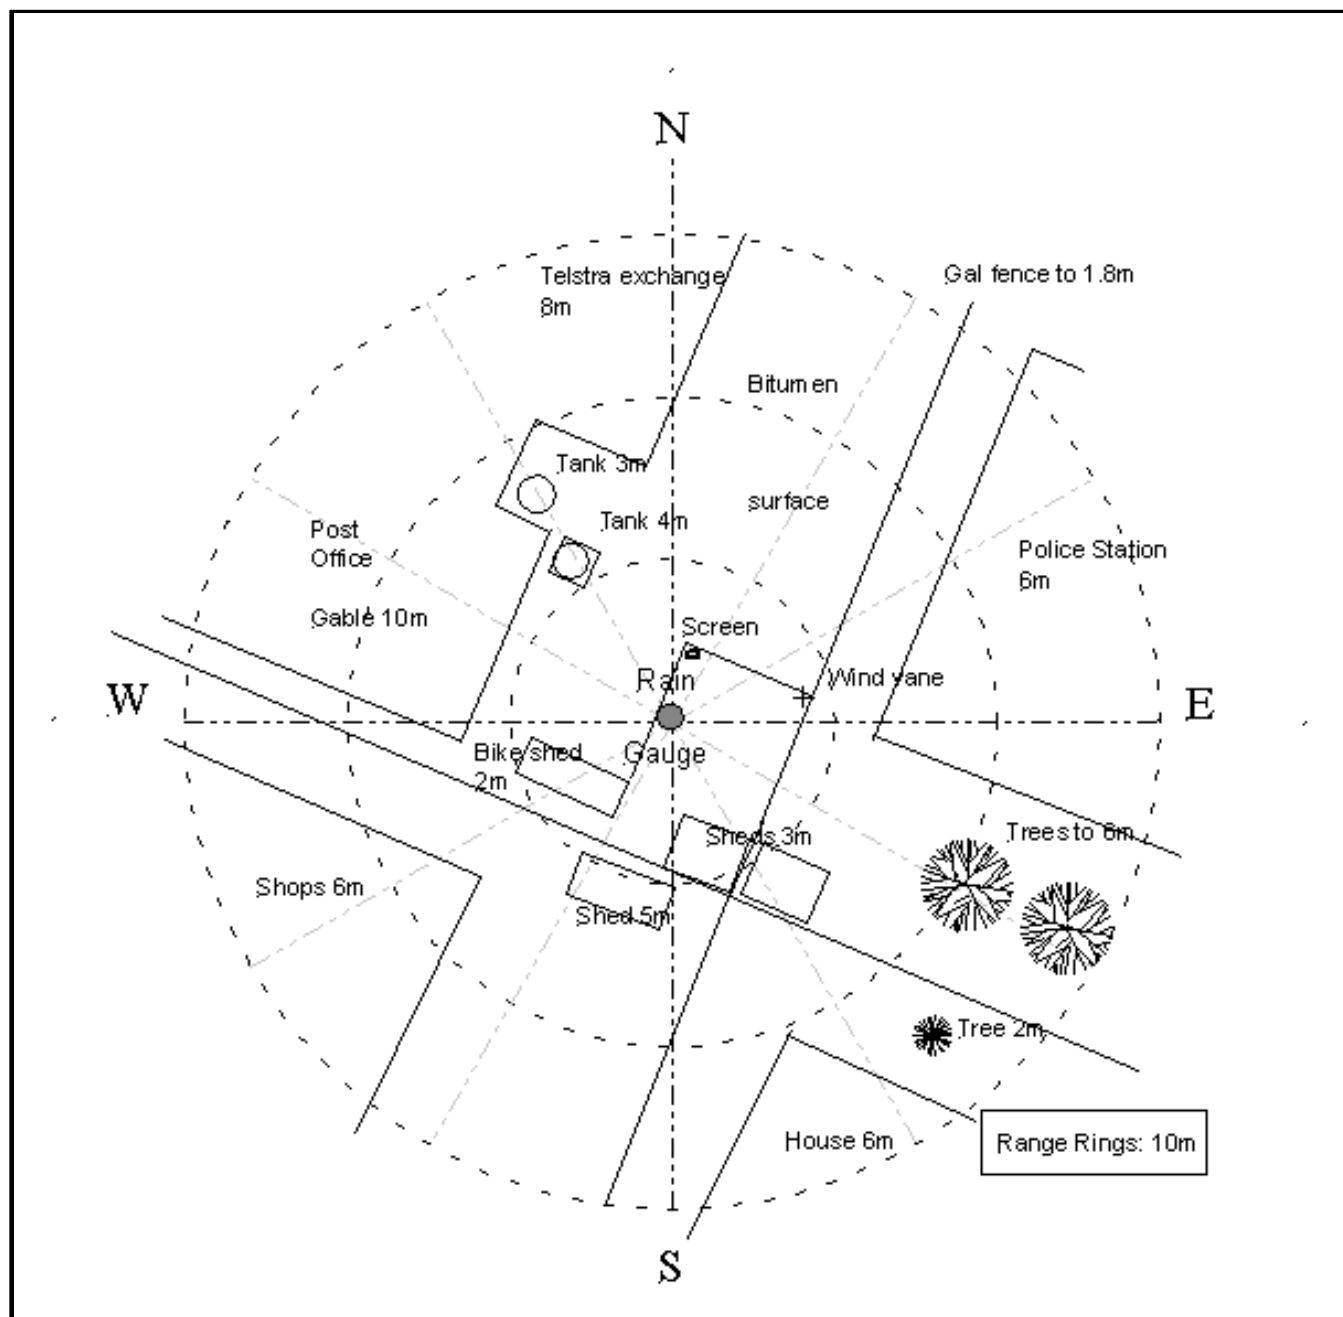 N
Telstra exchange
8m
Gal fence to 1.8m
Bitumen
Tank 3m
surface
Tank 4m
Post
Office
Police Station
6m
Gable 10m
Screen
Rain
Wind vane
W
E
Bike shed
2m
Gauge
Sheds 3m
Trees to 6m
Shops 6m
Shed 5m
Tree 2m
House 6m
Range Rings: 10m
S